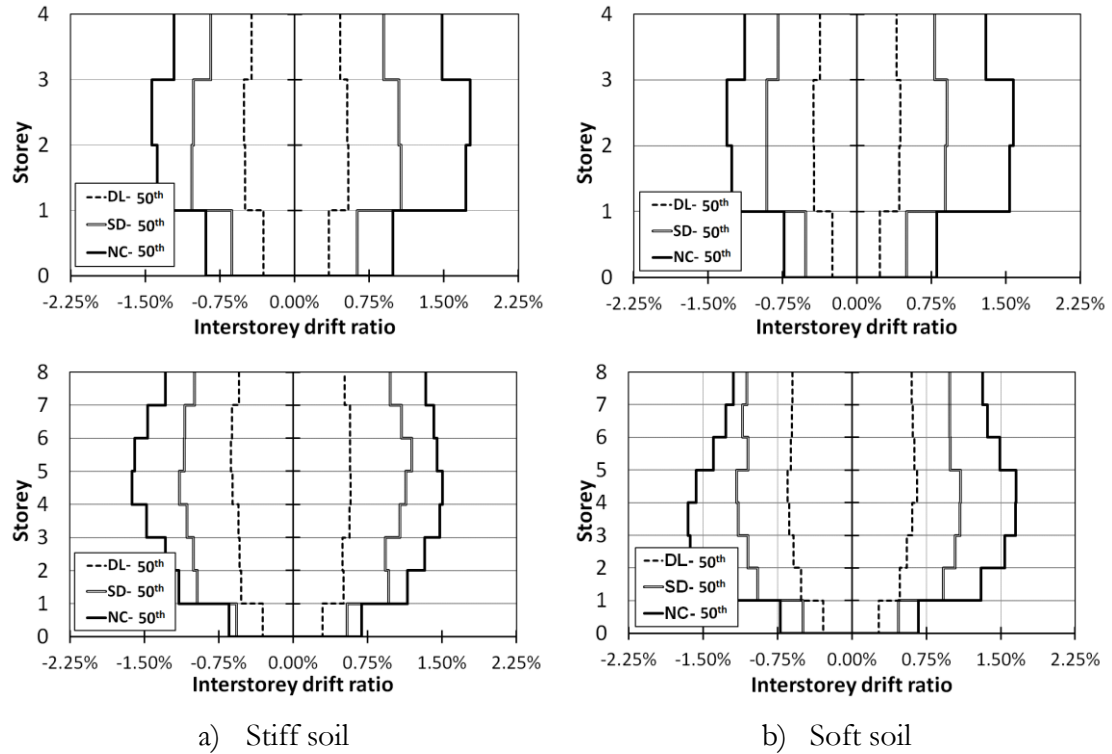 4
3
2
1
0
Storey
DL- 50th
SD- 50th
NC- 50th
-2.25% -1.50% -0.75% 0.00% 0.75% 1.50% 2.25%
Interstorey drift ratio
4
3
2
1
0
Storey
DL- 50th
SD- 50th
NC- 50th
-2.25% -1.50% -0.75% 0.00% 0.75% 1.50% 2.25%
Interstorey drift ratio
8
7
6
5
4
3
2
1
0
Storey
DL- 50th
SD- 50th
NC- 50th
-2.25% -1.50% -0.75% 0.00% 0.75% 1.50% 2.25%
Interstorey drift ratio
8
7
6
5
4
3
2
1
0
Storey
DL- 50th
SD- 50th
NC- 50th
-2.25% -1.50% -0.75% 0.00% 0.75% 1.50% 2.25%
Interstorey drift ratio
a) Stiff soil
b) Soft soil